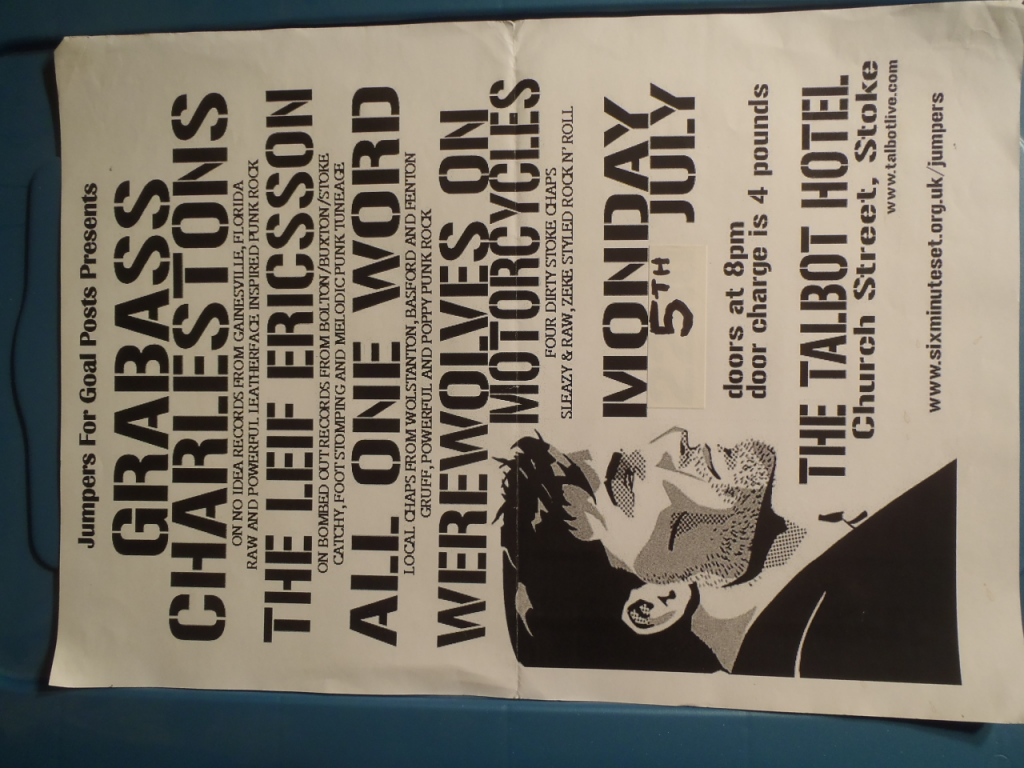 Jumpers For Goal Posts Presents
GRABASS
CHARLESTONS
ON NO IDEA RECORDS FROM GAINESVILLE, FLORIDA
RAW AND POWERFUL LEATHERFACE INSPIRED PUNK ROCK
THE LEIF ERICSSON
ON BOMBED OUT RECORDS FROM BOLTON/BUXTON/STOKE
CATCHY, FOOT STOMPING AND MELODIC PUNK TUNEAGE
ALL ONE WORD
LOCAL CHAPS FROM WOLSTANTON, BASFORD AND FENTON
GRUFF, POWERFUL AND POPPY PUNK ROCK
WEREWOLVES ON
MOTORCYCLES
FOUR DIRTY STOKE CHAPS
SLEAZY & RAW, ZEKE STYLED ROCK N' ROLL
MONDAY
5TH JULY
doors at 8pm
door charge is 4 pounds
THE TALBOT HOTEL
Church Street, Stoke
www.talbotlive.com
www.sixminuteset.org.uk/jumpers